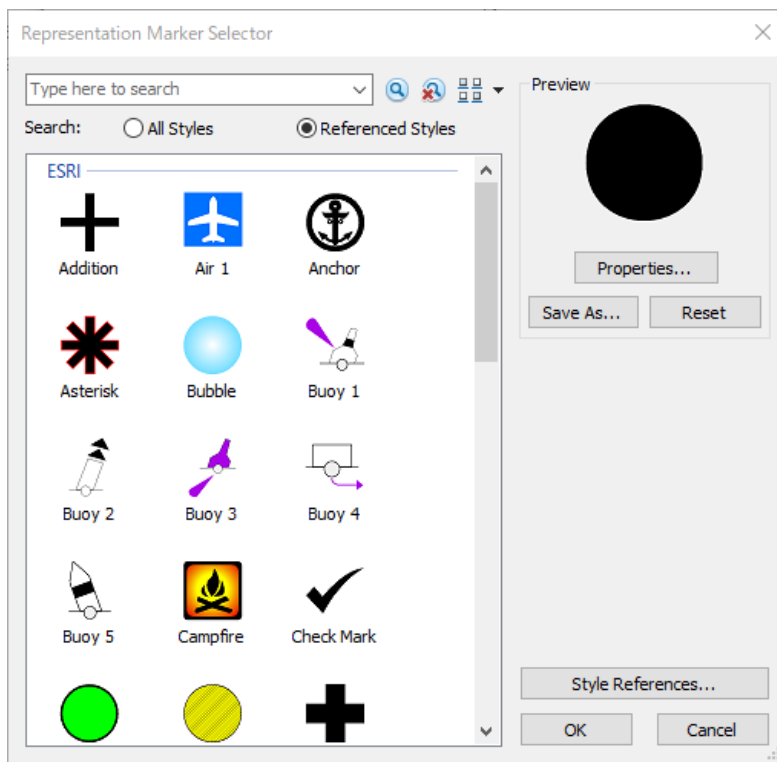 Representation Marker Selector
Type here to search
Search: All Styles Referenced Styles
ESRI
Addition Air 1 Anchor
Asterisk Bubble Buoy 1
Buoy 2 Buoy 3 Buoy 4
Buoy 5 Campfire Check Mark
Preview
Properties...
Save As... Reset
Style References...
OK Cancel